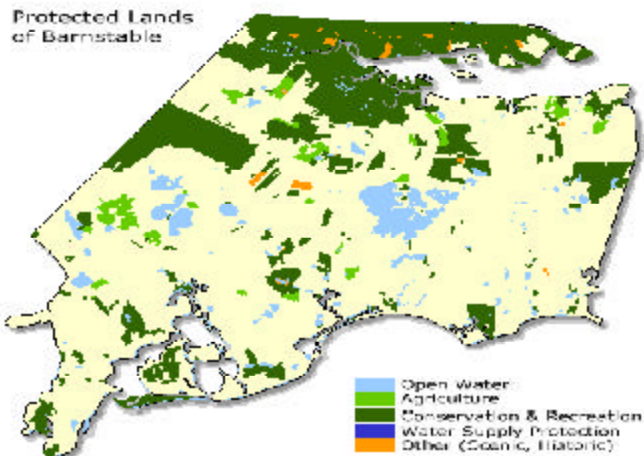 Protected Lands
of Barnstable
Open Water
Agriculture
Conservation & Recreation
Water Supply Protection
Other (Scenic, Historic)